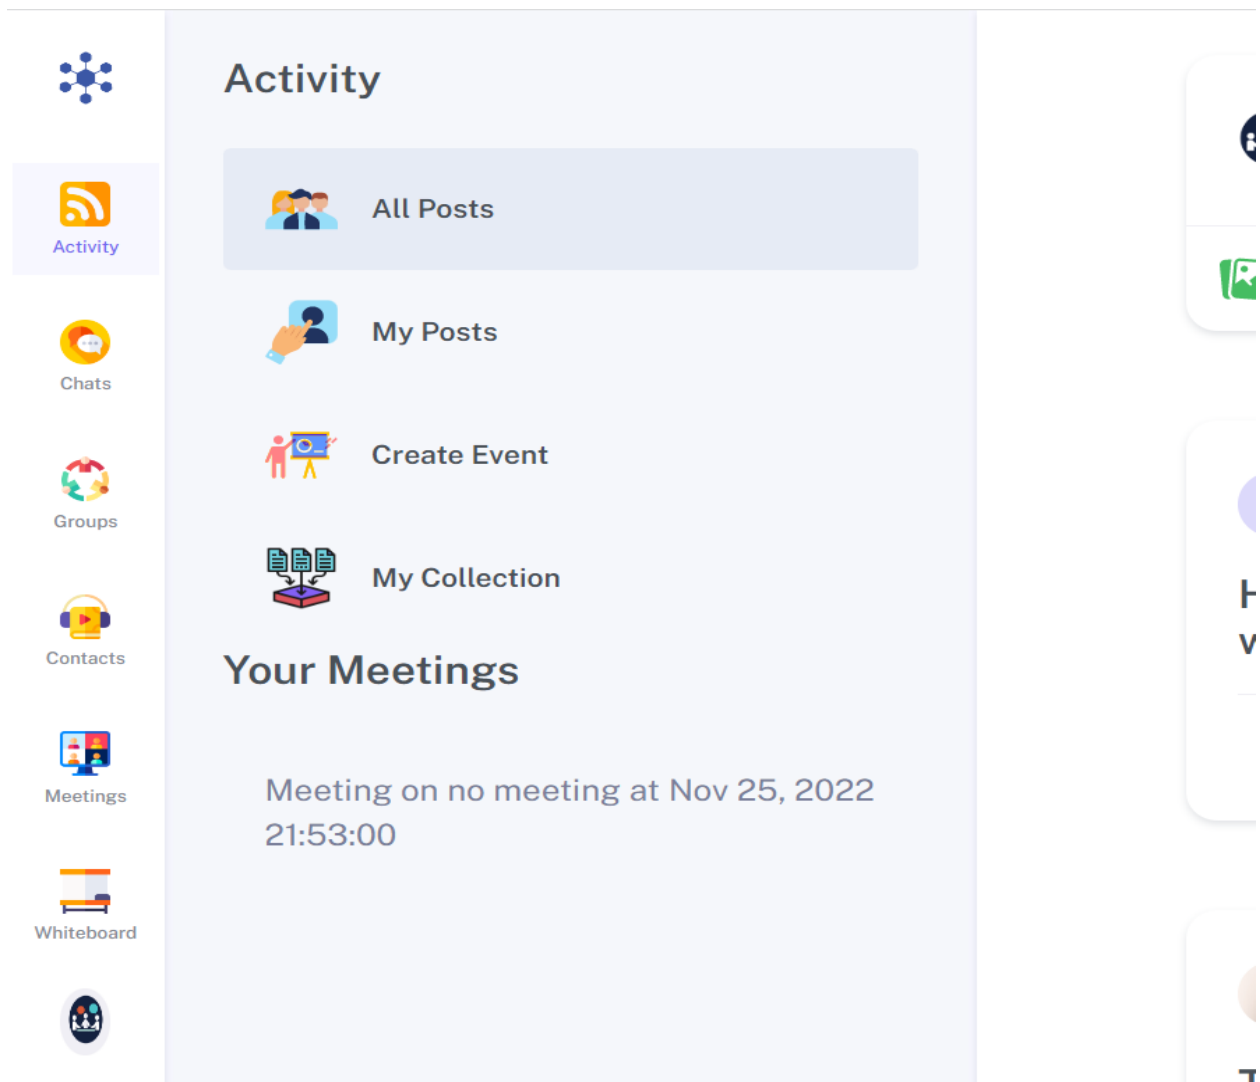 Activity
Chats
Groups
Contacts
Meetings
Whiteboard
Activity
All Posts
My Posts
Create Event
My Collection
Your Meetings
Meeting on no meeting at Nov 25, 2022
21:53:00